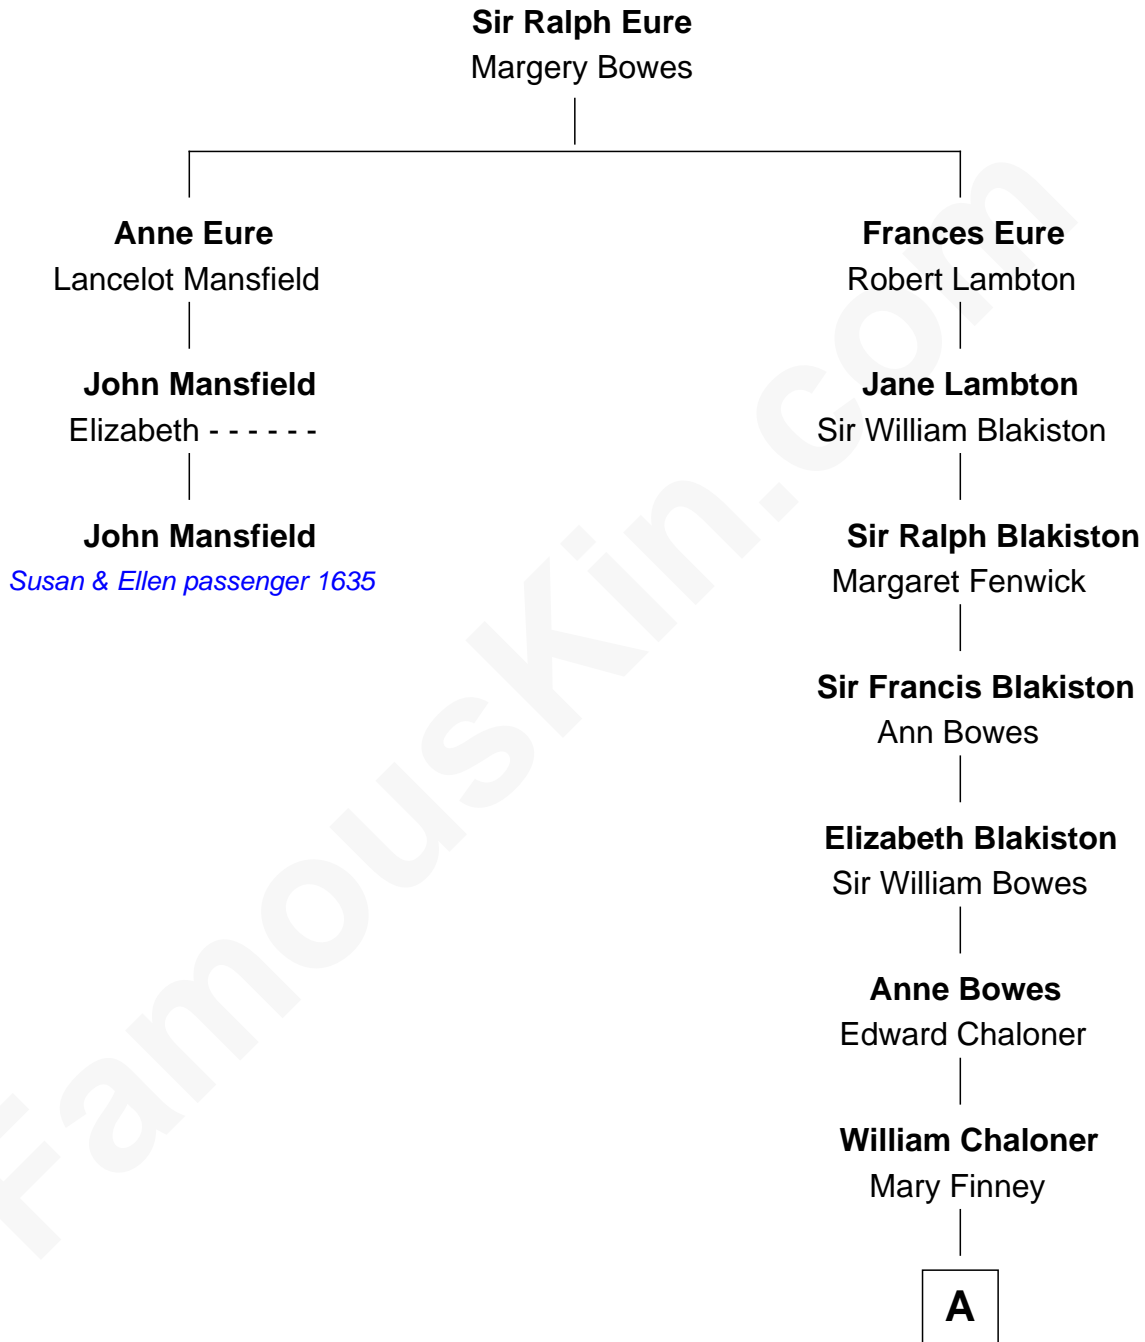 Sir Ralph Eure
Margery Bowes
Anne Eure
Lancelot Mansfield
John Mansfield
Elizabeth - - - - - -
John Mansfield
Susan & Ellen passenger 1635
Frances Eure
Robert Lambton
Jane Lambton
Sir William Blakiston
Sir Ralph Blakiston
Margaret Fenwick
Sir Francis Blakiston
Ann Bowes
Elizabeth Blakiston
Sir William Bowes
Anne Bowes
Edward Chaloner
William Chaloner
Mary Finney
A
FamousKin.com